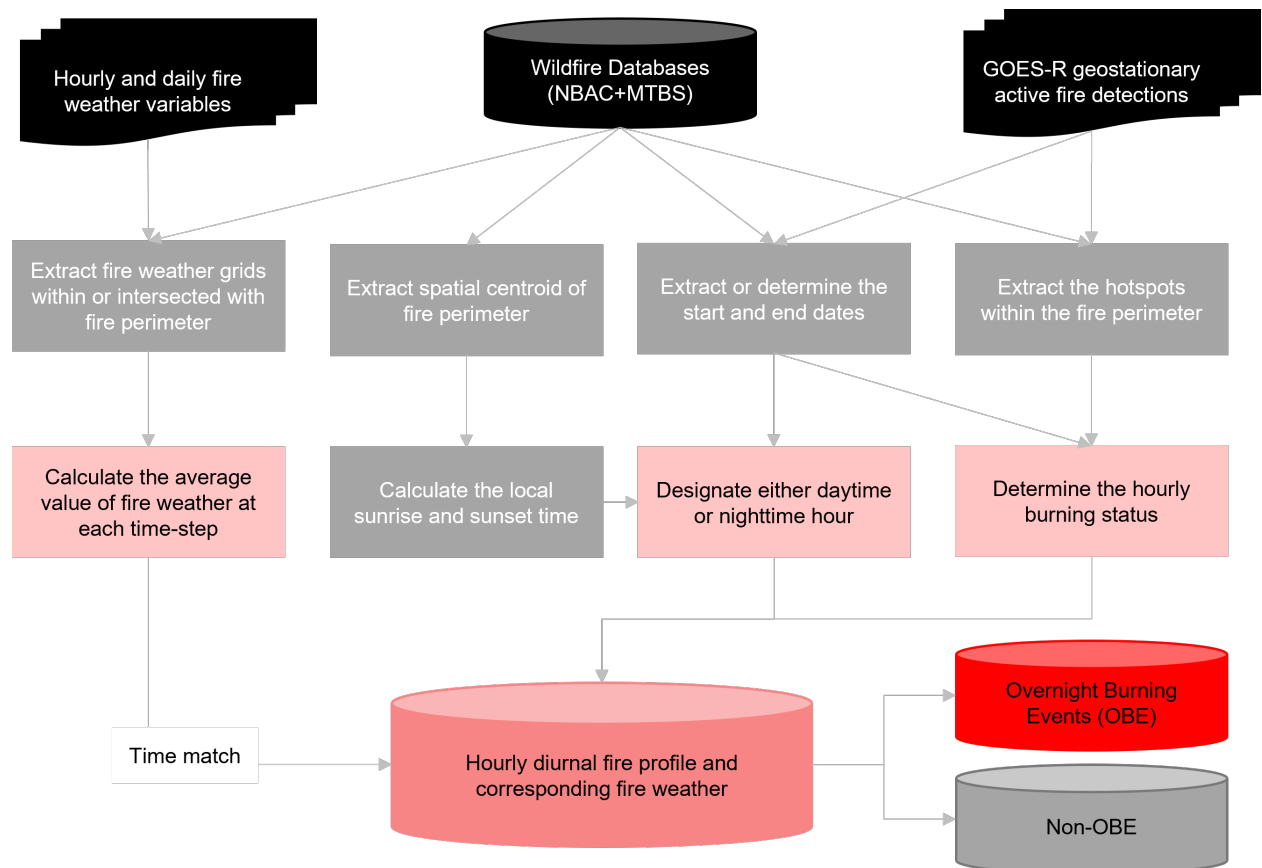 Hourly and daily fire
weather variables
Wildfire Databases
(NBAC+MTBS)
GOES-R geostationary
active fire detections
Extract fire weather grids
within or intersected with
fire perimeter
Extract spatial centroid of
fire perimeter
Extract or determine the
start and end dates
Extract the hotspots
within the fire perimeter
Calculate the average
value of fire weather at
each time-step
Calculate the local
sunrise and sunset time
Designate either daytime
or nighttime hour
Determine the hourly
burning status
Time match
Hourly diurnal fire profile and
corresponding fire weather
Overnight Burning
Events (OBE)
Non-OBE